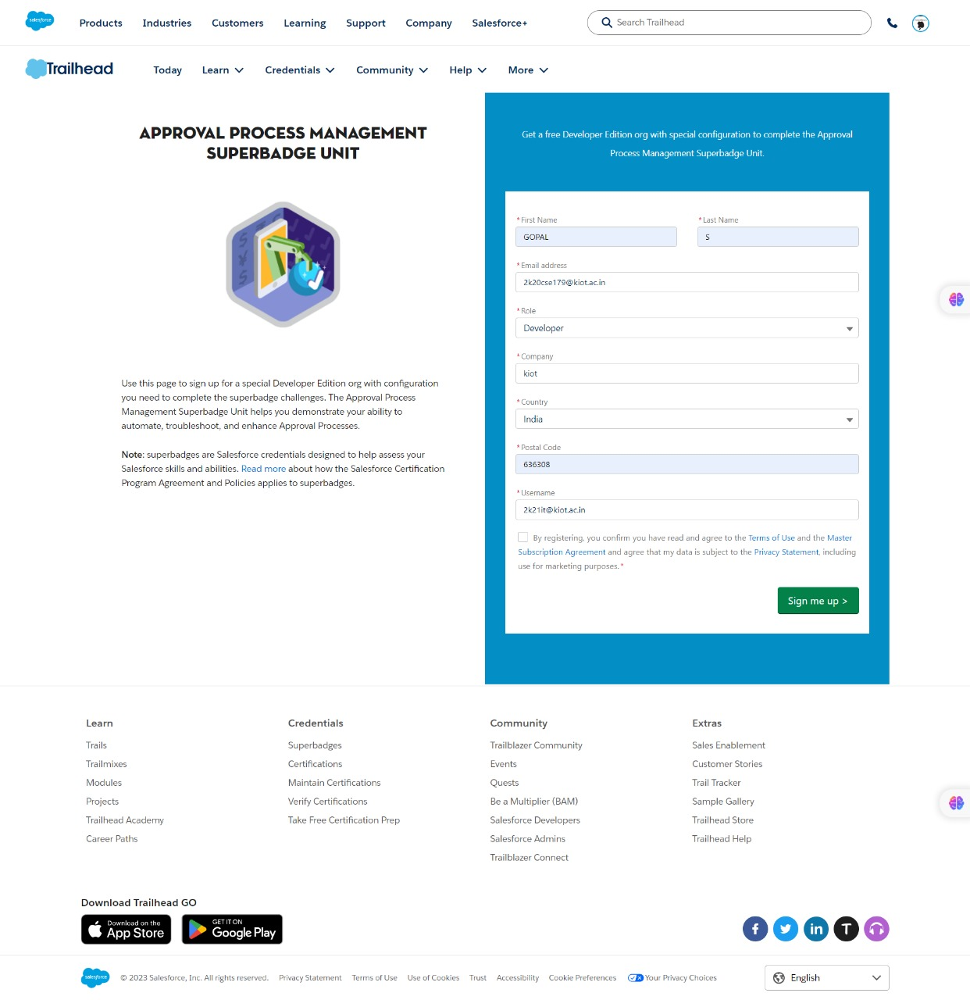 salesforce
Products
Industries
Customers
Learning
Support
Company
Salesforce+
Search Trailhead
Trailhead
Today
Learn
Credentials
Community
Help
More
APPROVAL PROCESS MANAGEMENT
SUPERBADGE UNIT
Use this page to sign up for a special Developer Edition org with configuration
you need to complete the superbadge challenges. The Approval Process
Management Superbadge Unit helps you demonstrate your ability to
automate, troubleshoot, and enhance Approval Processes.
Note: superbadges are Salesforce credentials designed to help assess your
Salesforce skills and abilities. Read more about how the Salesforce Certification
Program Agreement and Policies applies to superbadges.
Get a free Developer Edition org with special configuration to complete the Approval
Process Management Superbadge Unit.
*First Name
GOPAL
*Last Name
S
*Email address
2k20cse179@kiot.ac.in
*Role
Developer
*Company
kiot
*Country
India
*Postal Code
636308
*Username
2k21it@kiot.ac.in
By registering, you confirm you have read and agree to the Terms of Use and the Master
Subscription Agreement and agree that my data is subject to the Privacy Statement, including
use for marketing purposes.*
Sign me up >
Learn
Trails
Trailmixes
Modules
Projects
Trailhead Academy
Career Paths
Credentials
Superbadges
Certifications
Maintain Certifications
Verify Certifications
Take Free Certification Prep
Community
Trailblazer Community
Events
Quests
Be a Multiplier (BAM)
Salesforce Developers
Salesforce Admins
Trailblazer Connect
Extras
Sales Enablement
Customer Stories
Trail Tracker
Sample Gallery
Trailhead Store
Trailhead Help
Download Trailhead GO
Download on the
App Store
GET IT ON
Google Play
salesforce
© 2023 Salesforce, Inc. All rights reserved.
Privacy Statement
Terms of Use
Use of Cookies
Trust
Accessibility
Cookie Preferences
Your Privacy Choices
English